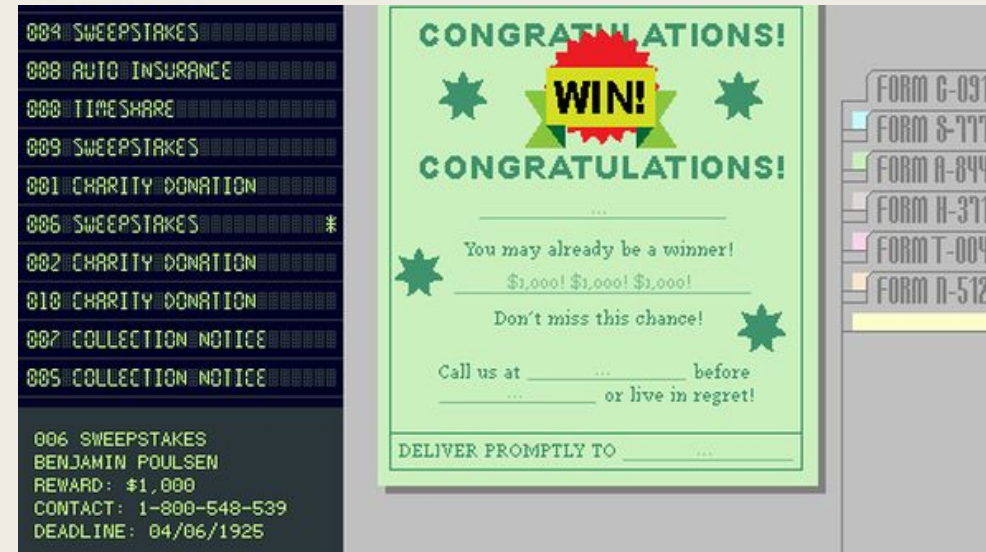 004 SWEEPSTAKES
008 AUTO INSURANCE
000 TIMESHARE
009 SWEEPSTAKES
001 CHARITY DONATION
006 SWEEPSTAKES *
002 CHARITY DONATION
010 CHARITY DONATION
007 COLLECTION NOTICE
005 COLLECTION NOTICE
006 SWEEPSTAKES
BENJAMIN POULSEN
REWARD: $1,000
CONTACT: 1-800-548-539
DEADLINE: 04/06/1925
CONGRATULATIONS!
WIN!
CONGRATULATIONS!
...
You may already be a winner!
$1,000! $1,000! $1,000!
Don't miss this chance!
Call us at ... before
... or live in regret!
DELIVER PROMPTLY TO ...
FORM G-091
FORM S-777
FORM A-844
FORM H-371
FORM T-004
FORM N-512